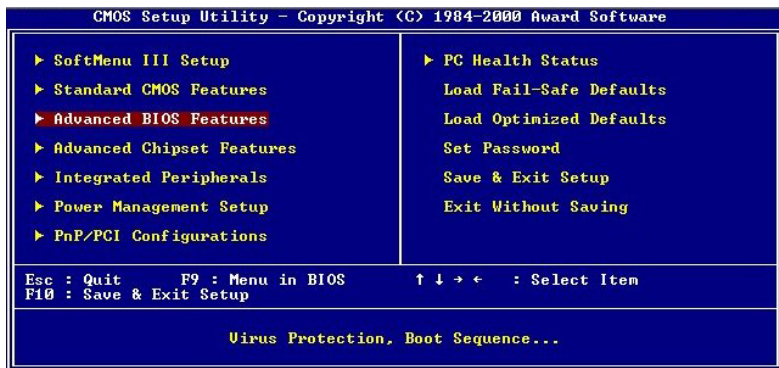 CMOS Setup Utility - Copyright (C) 1984-2000 Award Software
▶ SoftMenu III Setup
▶ Standard CMOS Features
▶ Advanced BIOS Features
▶ Advanced Chipset Features
▶ Integrated Peripherals
▶ Power Management Setup
▶ PnP/PCI Configurations
▶ PC Health Status
Load Fail-Safe Defaults
Load Optimized Defaults
Set Password
Save & Exit Setup
Exit Without Saving
Esc : Quit F9 : Menu in BIOS ↑ ↓ → ← : Select Item
F10 : Save & Exit Setup
Virus Protection, Boot Sequence...